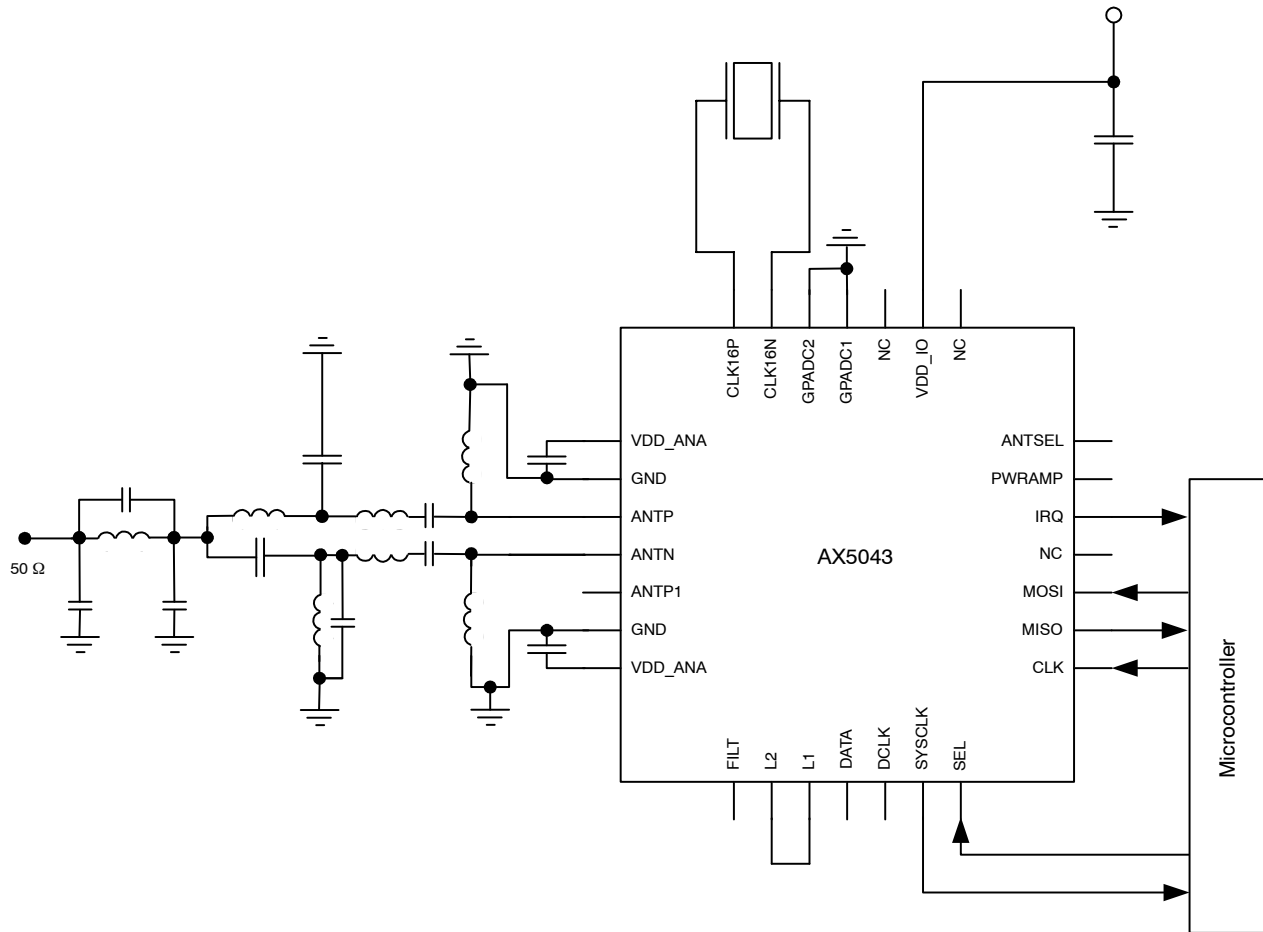 CLK16P
CLK16N
GPADC2
GPADC1
NC
VDD_IO
NC
VDD_ANA
GND
ANTP
ANTN
ANTP1
GND
VDD_ANA
50 Ω
AX5043
ANTSEL
PWRAMP
IRQ
NC
MOSI
MISO
CLK
FILT
L2
L1
DATA
DCLK
SYSCLK
SEL
Microcontroller